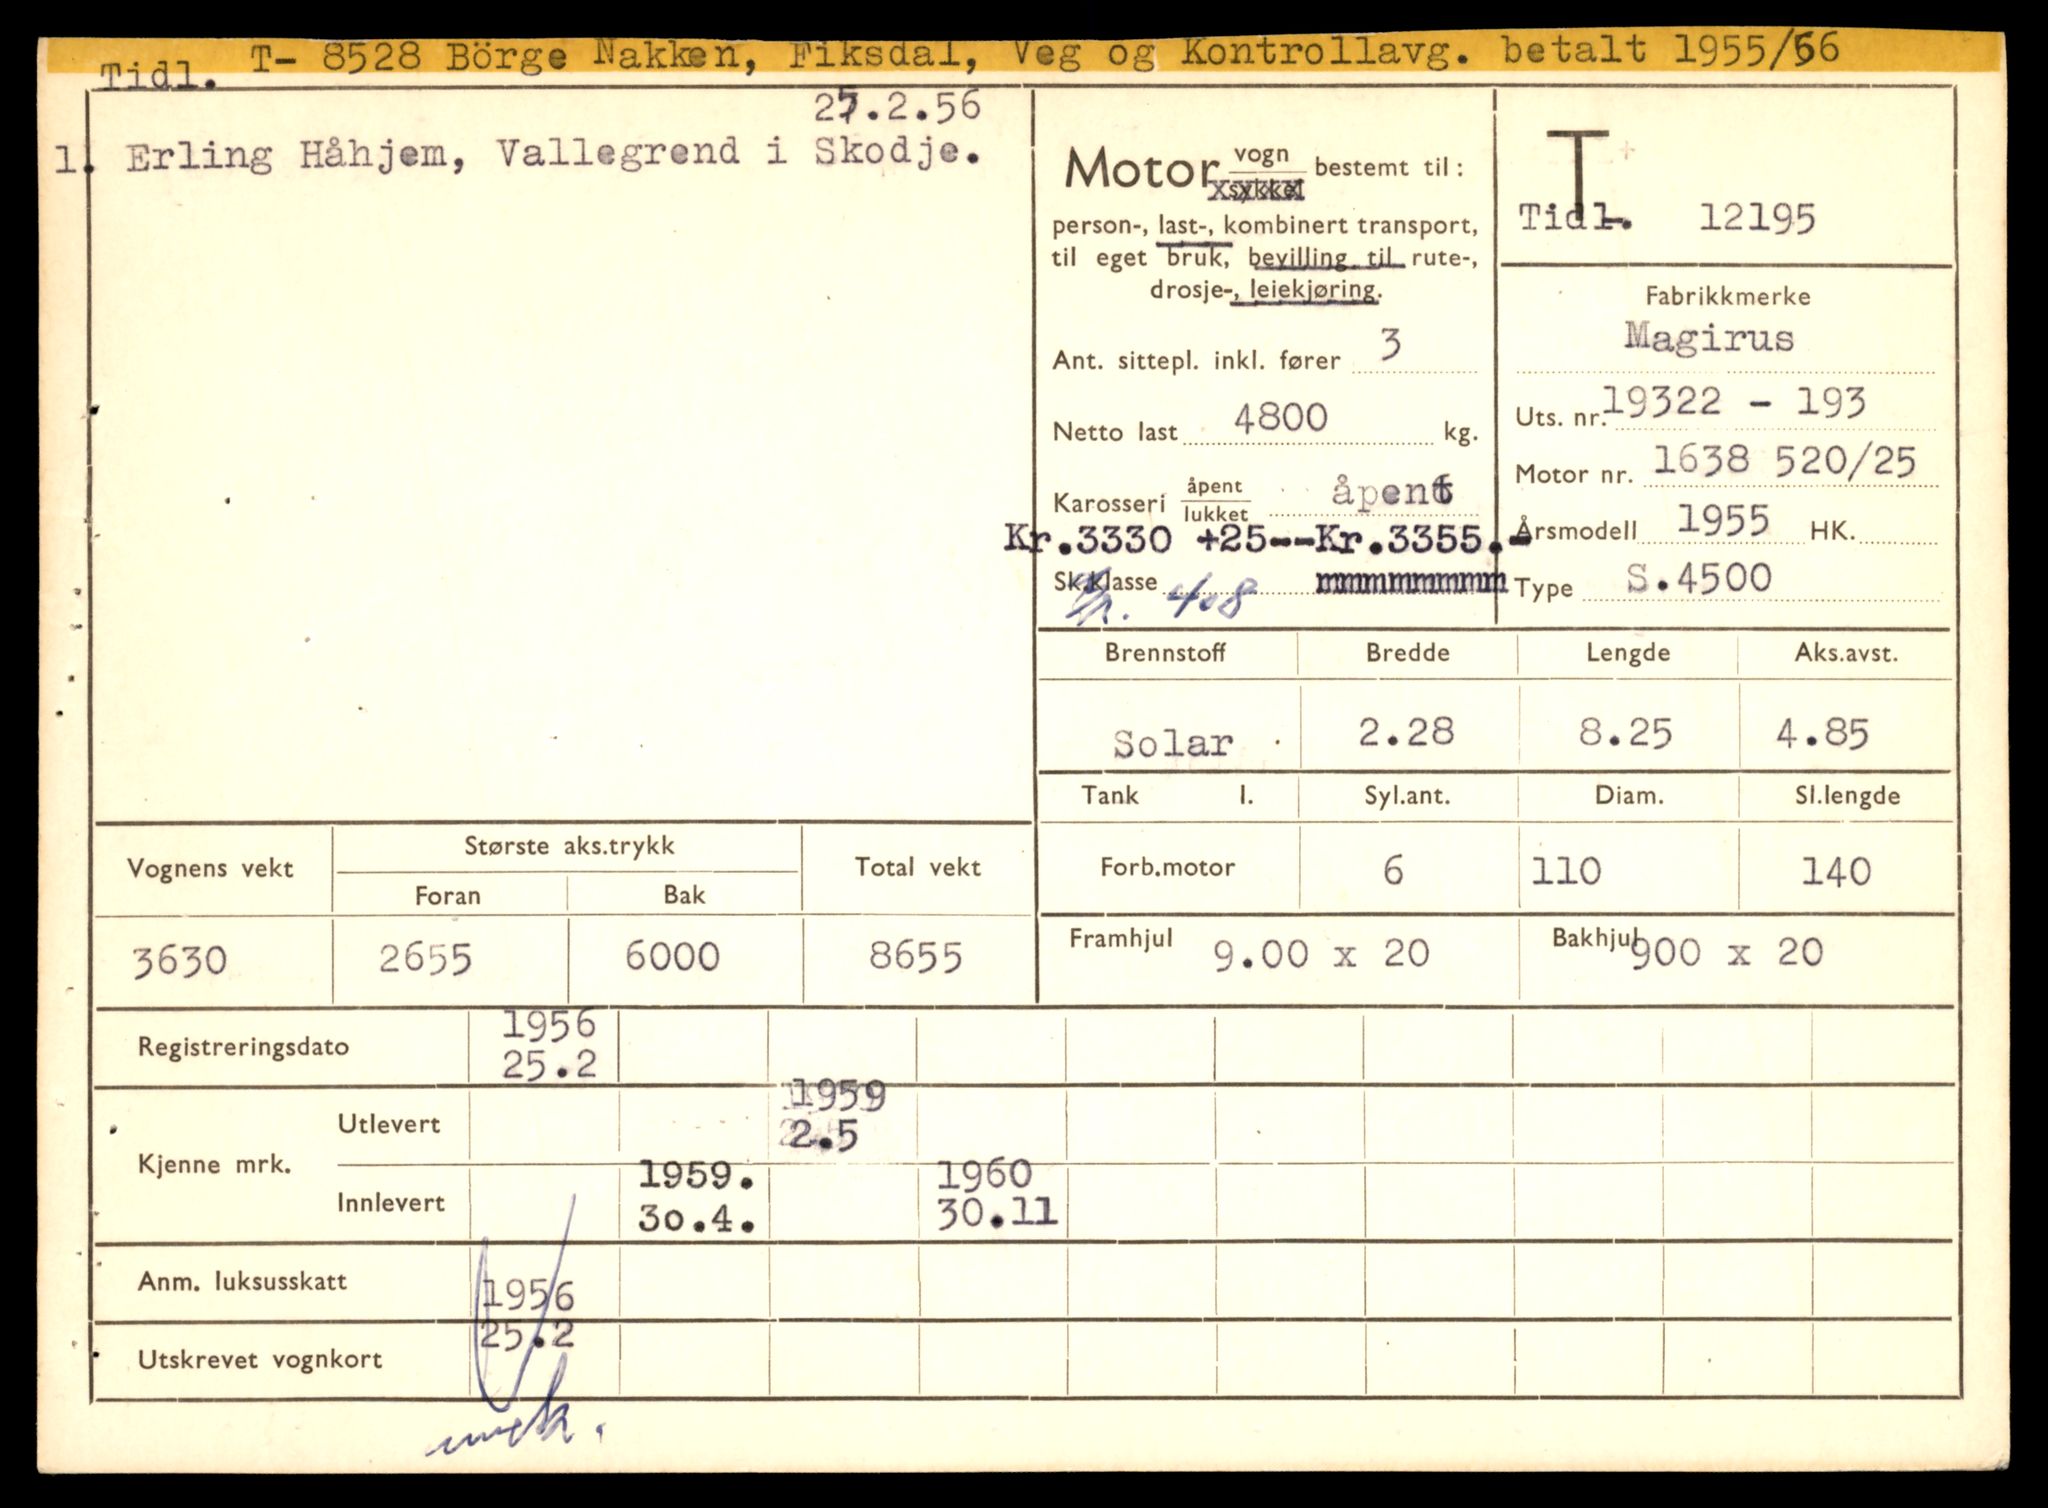 Tidl. T- 8528 Börge Nakken, Fiksdal, Veg og Kontrollavg. betalt 1955/56
.2.56
1. Erling Håhjem, Vallegrend i Skodje.
Motor vogn bestemt til:
sykkel
person-, last-, kombinert transport,
til eget bruk, bevilling til rute-,
drosje-, leiekjøring.
Ant. sittepl. inkl. fører 3
Netto last 4800 kg.
Karosseri åpent åpent
lukket
Kr.3330 +25--Kr.3355.-
Sk.klasse mmmmmmmmm
4.8
T
Tidl. 12195
Fabrikkmerke
Magirus
Uts. nr. 19322 - 193
Motor nr. 1638 520/25
Årsmodell 1955 HK.
Type S.4500
Brennstoff Bredde Lengde Aks.avst.
Solar 2.28 8.25 4.85
Tank l. Syl.ant. Diam. Sl.lengde
Forb.motor 6 110 140
Framhjul 9.00 x 20 Bakhjul 900 x 20
Vognens vekt Største aks.trykk Total vekt
Foran Bak
3630 2655 6000 8655
Registreringsdato 1956
25.2
Kjenne mrk. Utlevert 1959
2.5
Innlevert 1959. 1960
30.4. 30.11
Anm. luksusskatt 1956
25.2
Utskrevet vognkort